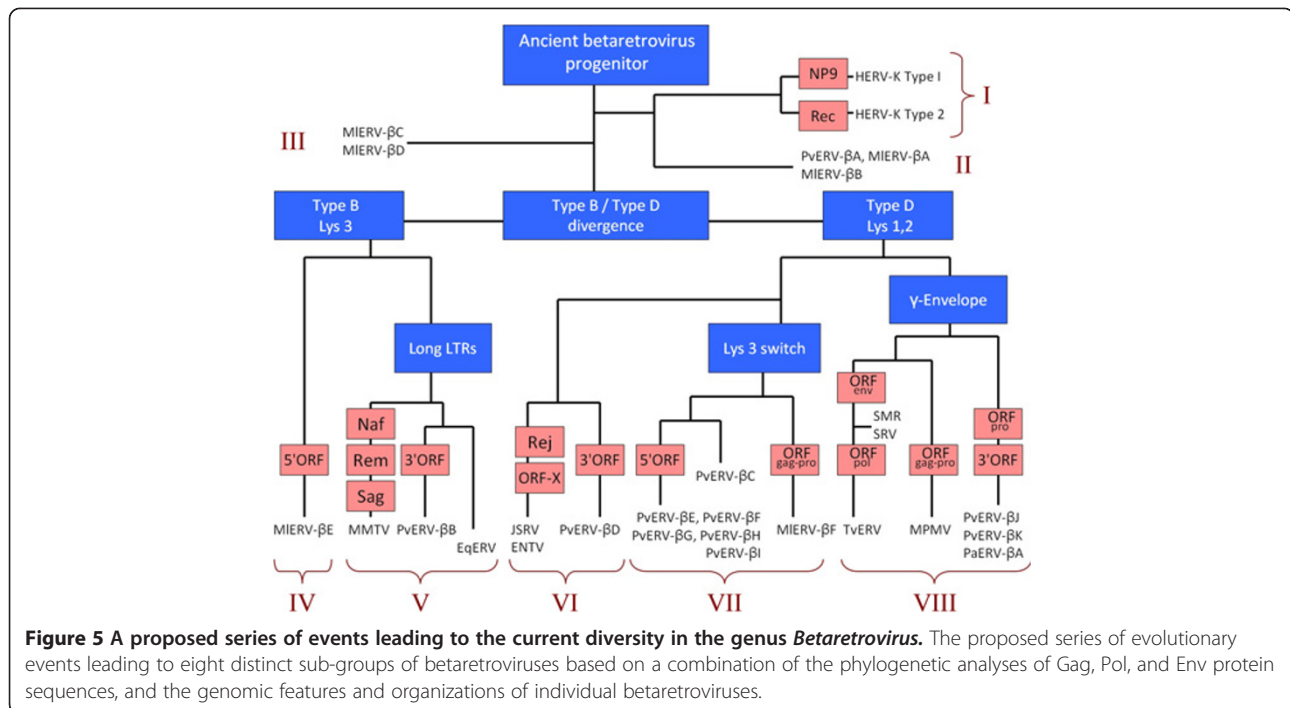 Ancient betaretrovirus
progenitor
NP9
HERV-K Type I
I
Rec
HERV-K Type 2
III
MlERV-βC
MlERV-βD
PvERV-βA, MlERV-βA
MlERV-βB
II
Type B
Lys 3
Type B / Type D
divergence
Type D
Lys 1,2
γ-Envelope
Long LTRs
Lys 3 switch
ORF
env
Naf
Rem
Sag
SMR
SRV
ORF
pro
5'ORF
3'ORF
Rej
ORF-X
3'ORF
5'ORF
PvERV-βC
ORF
gag-pro
ORF
pol
ORF
gag-pro
3'ORF
MlERV-βE
MMTV
PvERV-βB
EqERV
JSRV
ENTV
PvERV-βD
PvERV-βE, PvERV-βF
PvERV-βG, PvERV-βH
PvERV-βI
MlERV-βF
TvERV
MPMV
PvERV-βJ
PvERV-βK
PaERV-βA
IV
V
VI
VII
VIII
Figure 5 A proposed series of events leading to the current diversity in the genus Betaretrovirus. The proposed series of evolutionary
events leading to eight distinct sub-groups of betaretroviruses based on a combination of the phylogenetic analyses of Gag, Pol, and Env protein
sequences, and the genomic features and organizations of individual betaretroviruses.